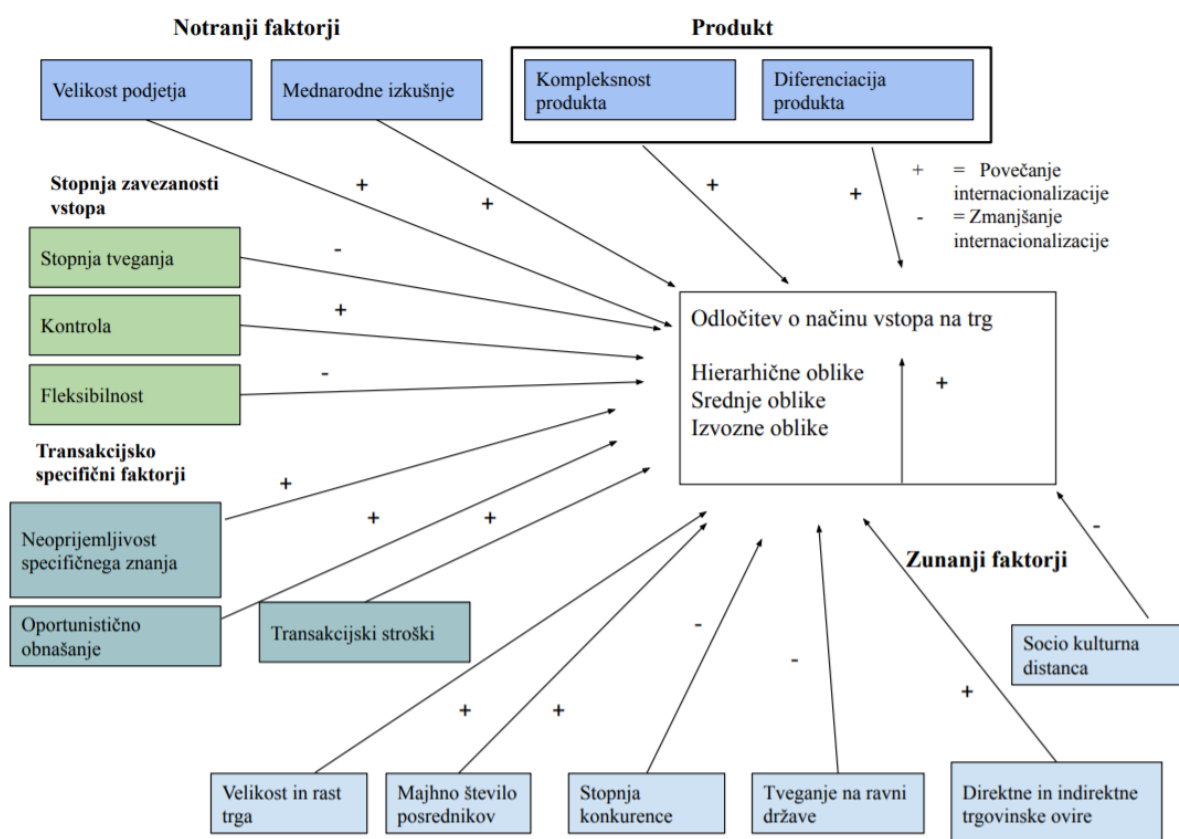 Notranji faktorji
Produkt
Velikost podjetja
Mednarodne izkušnje
Kompleksnost
produkta
Diferenciacija
produkta
+ = Povečanje
internacionalizacije
- = Zmanjšanje
internacionalizacije
+
+
+
+
Stopnja zavezanosti
vstopa
Stopnja tveganja
-
Kontrola
+
Fleksibilnost
-
Odločitev o načinu vstopa na trg
Hierarhične oblike
Srednje oblike
Izvozne oblike
+
Transakcijsko
specifični faktorji
Neoprijemljivost
specifičnega znanja
+
Oportunistično
obnašanje
+
Transakcijski stroški
+
Zunanji faktorji
-
Socio kulturna
distanca
-
-
+
+
+
Velikost in rast
trga
Majhno število
posrednikov
Stopnja
konkurence
Tveganje na ravni
države
Direktne in indirektne
trgovinske ovire